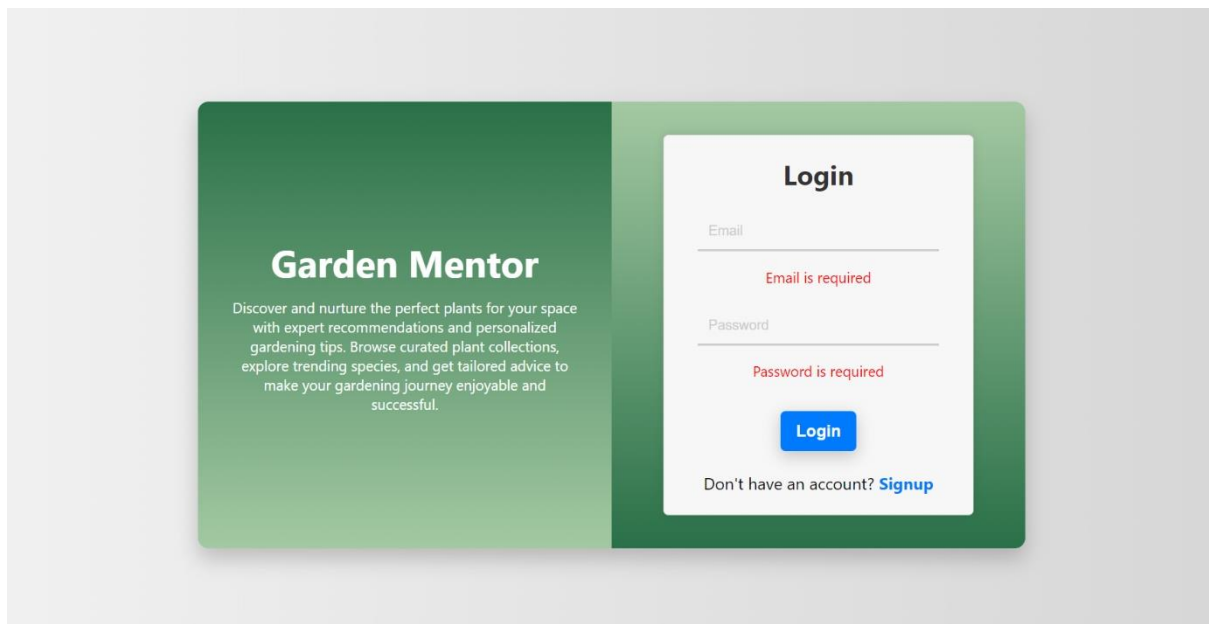 Garden Mentor
Discover and nurture the perfect plants for your space
with expert recommendations and personalized
gardening tips. Browse curated plant collections,
explore trending species, and get tailored advice to
make your gardening journey enjoyable and
successful.
Login
Email
Email is required
Password
Password is required
Login
Don't have an account? Signup